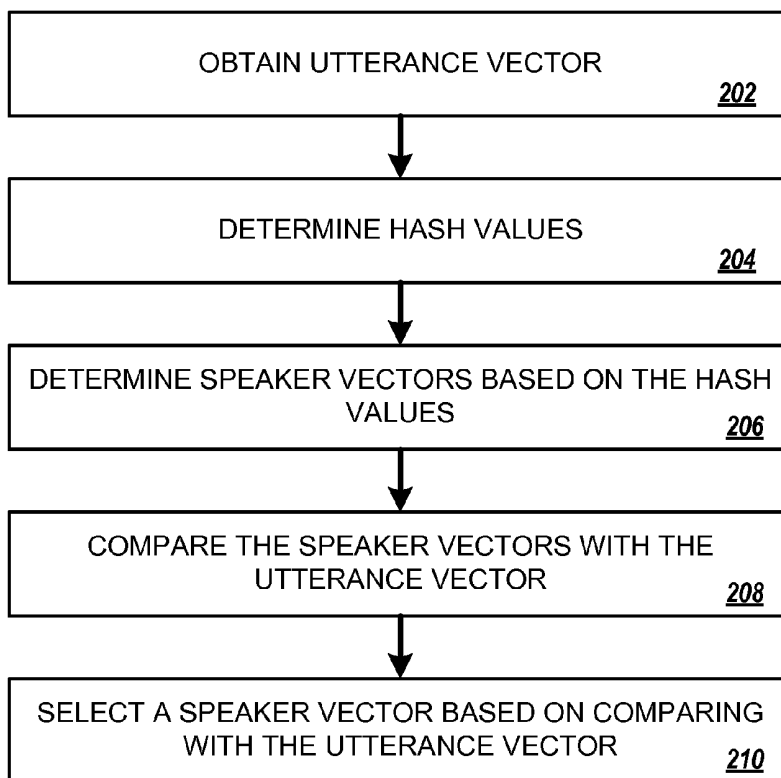 OBTAIN UTTERANCE VECTOR
202
DETERMINE HASH VALUES
204
DETERMINE SPEAKER VECTORS BASED ON THE HASH
VALUES
206
COMPARE THE SPEAKER VECTORS WITH THE
UTTERANCE VECTOR
208
SELECT A SPEAKER VECTOR BASED ON COMPARING
WITH THE UTTERANCE VECTOR
210